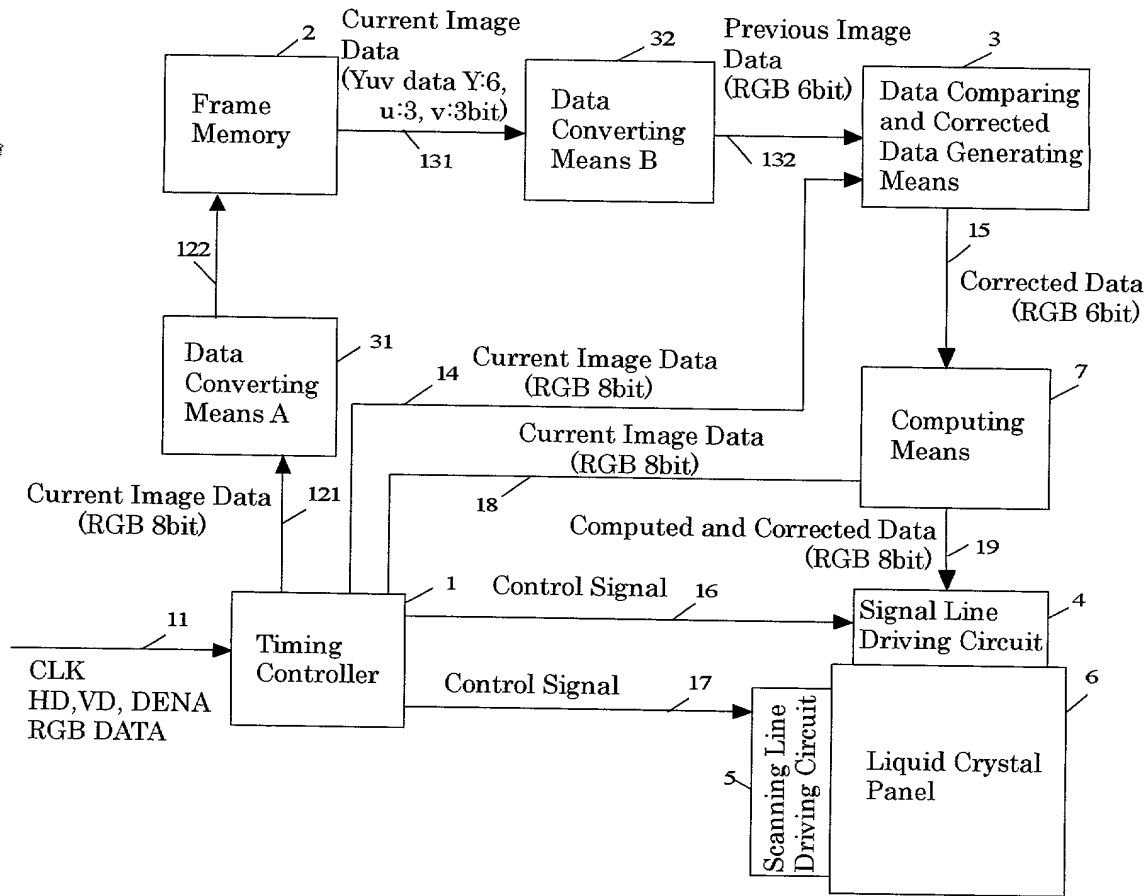 2
Current Image
Data
(Yuv data Y:6,
u:3, v:3bit)
32
Previous Image
Data
(RGB 6bit)
3
Frame
Memory
131
Data
Converting
Means B
132
Data Comparing
and Corrected
Data Generating
Means
122
15
Corrected Data
(RGB 6bit)
31
Data
Converting
Means A
14
Current Image Data
(RGB 8bit)
7
Computing
Means
Current Image Data
(RGB 8bit)
18
Current Image Data
(RGB 8bit)
121
Computed and Corrected Data
(RGB 8bit)
19
1
Control Signal
16
4
Signal Line
Driving Circuit
11
Timing
Controller
CLK
HD,VD, DENA
RGB DATA
Control Signal
17
6
5
Scanning Line
Driving Circuit
Liquid Crystal
Panel